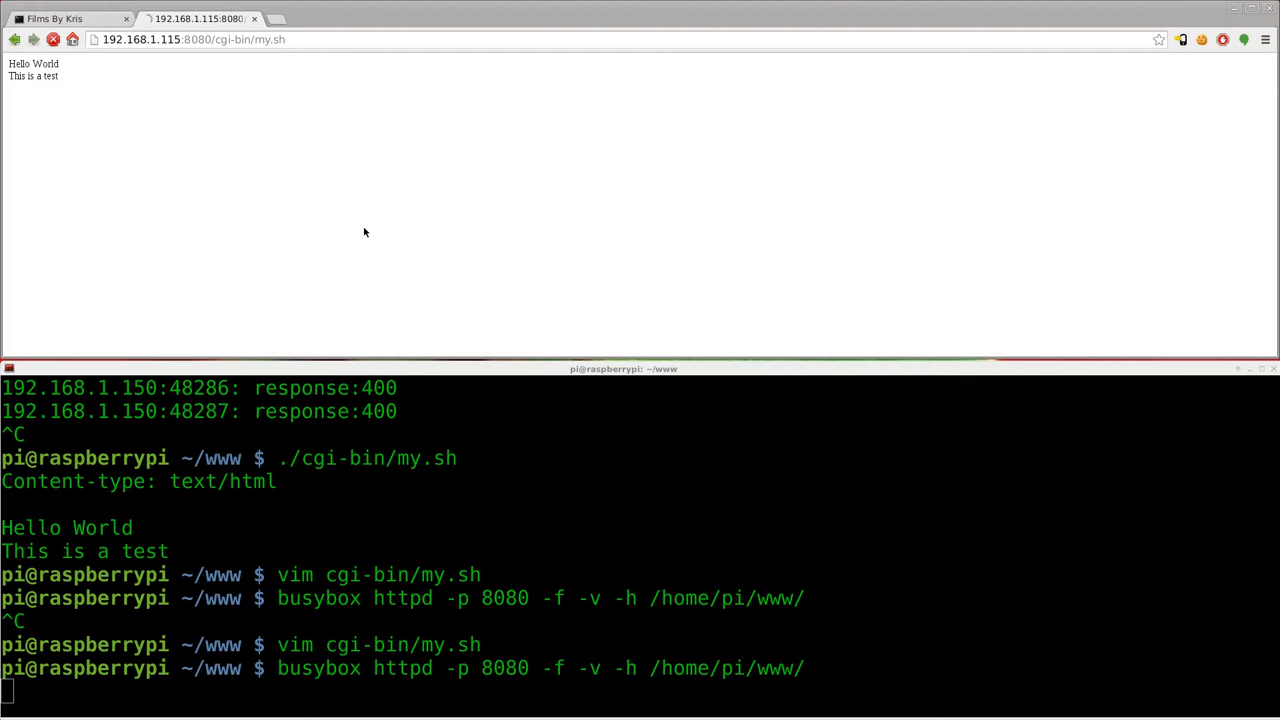 Films By Kris
192.168.1.115:8080/
192.168.1.115:8080/cgi-bin/my.sh
Hello World
This is a test
pi@raspberrypi: ~/www
192.168.1.150:48286: response:400
192.168.1.150:48287: response:400
^C
pi@raspberrypi ~/www $ ./cgi-bin/my.sh
Content-type: text/html
Hello World
This is a test
pi@raspberrypi ~/www $ vim cgi-bin/my.sh
pi@raspberrypi ~/www $ busybox httpd -p 8080 -f -v -h /home/pi/www/
^C
pi@raspberrypi ~/www $ vim cgi-bin/my.sh
pi@raspberrypi ~/www $ busybox httpd -p 8080 -f -v -h /home/pi/www/